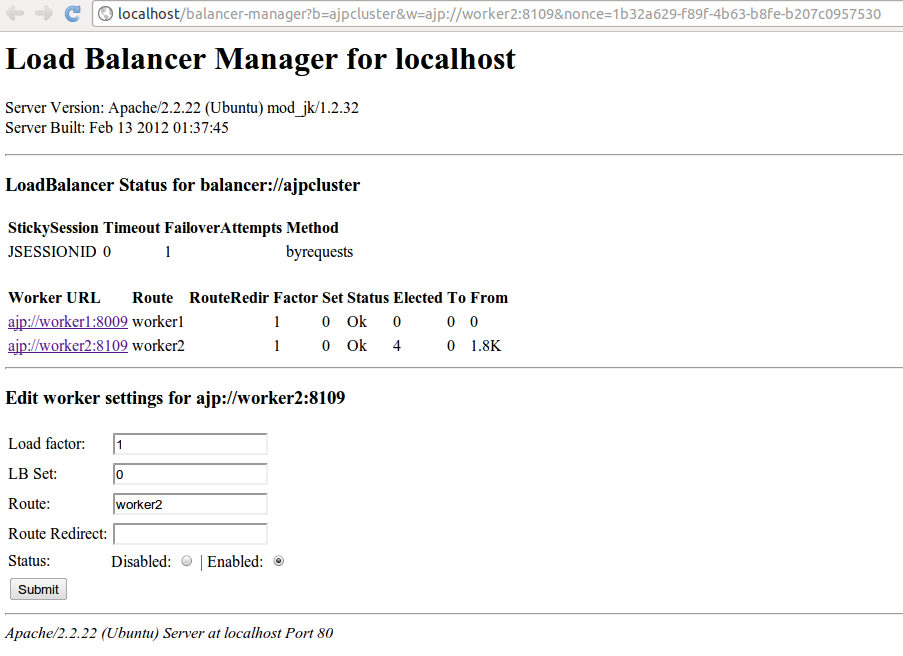 localhost/balancer-manager?b=ajpcluster&w=ajp://worker2:8109&nonce=1b32a629-f89f-4b63-b8fe-b207c0957530
Load Balancer Manager for localhost
Server Version: Apache/2.2.22 (Ubuntu) mod_jk/1.2.32
Server Built: Feb 13 2012 01:37:45
LoadBalancer Status for balancer://ajpcluster
StickySession Timeout FailoverAttempts Method
JSESSIONID 0 1 byrequests
Worker URL Route RouteRedir Factor Set Status Elected To From
ajp://worker1:8009 worker1 1 0 Ok 0 0 0
ajp://worker2:8109 worker2 1 0 Ok 4 0 1.8K
Edit worker settings for ajp://worker2:8109
Load factor: 1
LB Set: 0
Route: worker2
Route Redirect:
Status: Disabled: | Enabled:
Submit
Apache/2.2.22 (Ubuntu) Server at localhost Port 80